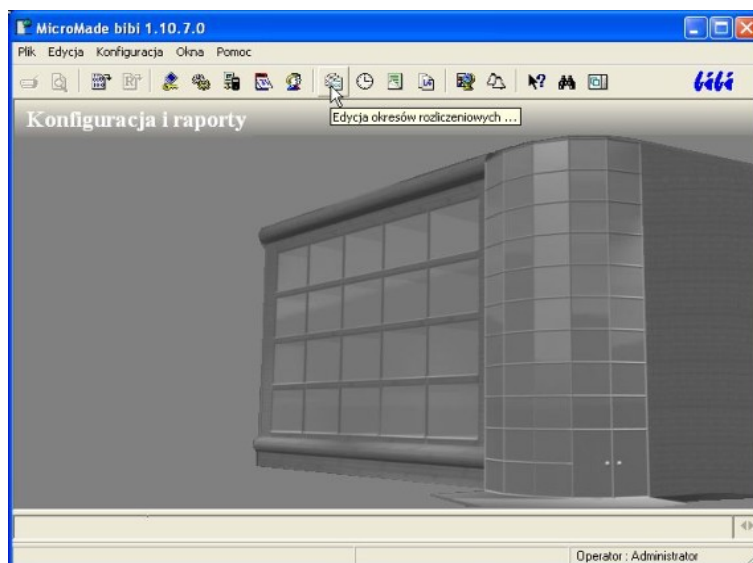 MicroMade bibi 1.10.7.0
Plik Edycja Konfiguracja Okna Pomoc
bibi
Edycja okresów rozliczeniowych ...
Konfiguracja i raporty
Operator : Administrator